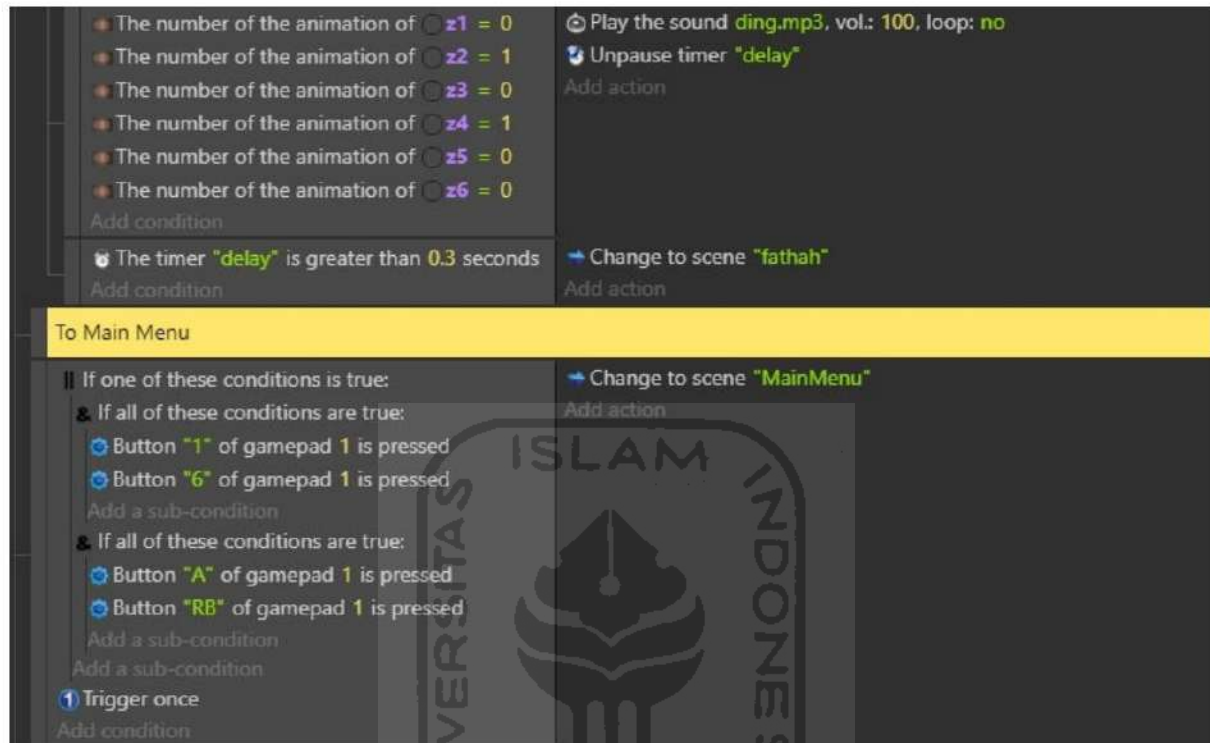 The number of the animation of z1 = 0
The number of the animation of z2 = 1
The number of the animation of z3 = 0
The number of the animation of z4 = 1
The number of the animation of z5 = 0
The number of the animation of z6 = 0
Add condition
Play the sound ding.mp3, vol.: 100, loop: no
Unpause timer "delay"
Add action
The timer "delay" is greater than 0.3 seconds
Add condition
Change to scene "fathah"
Add action
To Main Menu
If one of these conditions is true:
& If all of these conditions are true:
Button "1" of gamepad 1 is pressed
Button "6" of gamepad 1 is pressed
Add a sub-condition
& If all of these conditions are true:
Button "A" of gamepad 1 is pressed
Button "RB" of gamepad 1 is pressed
Add a sub-condition
Add a sub-condition
1 Trigger once
Add condition
Change to scene "MainMenu"
Add action
ISLAM